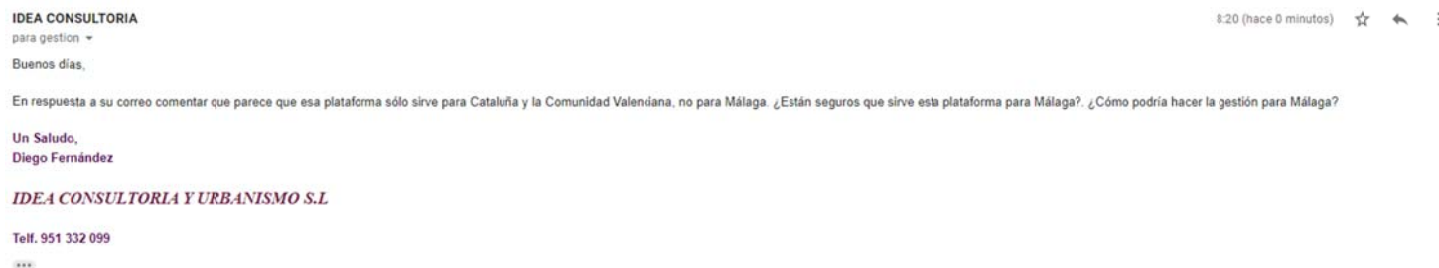 IDEA CONSULTORIA
8:20 (hace 0 minutos)
para gestion
Buenos días,
En respuesta a su correo comentar que parece que esa plataforma sólo sirve para Cataluña y la Comunidad Valenciana, no para Málaga. ¿Están seguros que sirve esta plataforma para Málaga?. ¿Cómo podría hacer la gestión para Málaga?
Un Saludo,
Diego Fernández
IDEA CONSULTORIA Y URBANISMO S.L
Telf. 951 332 099